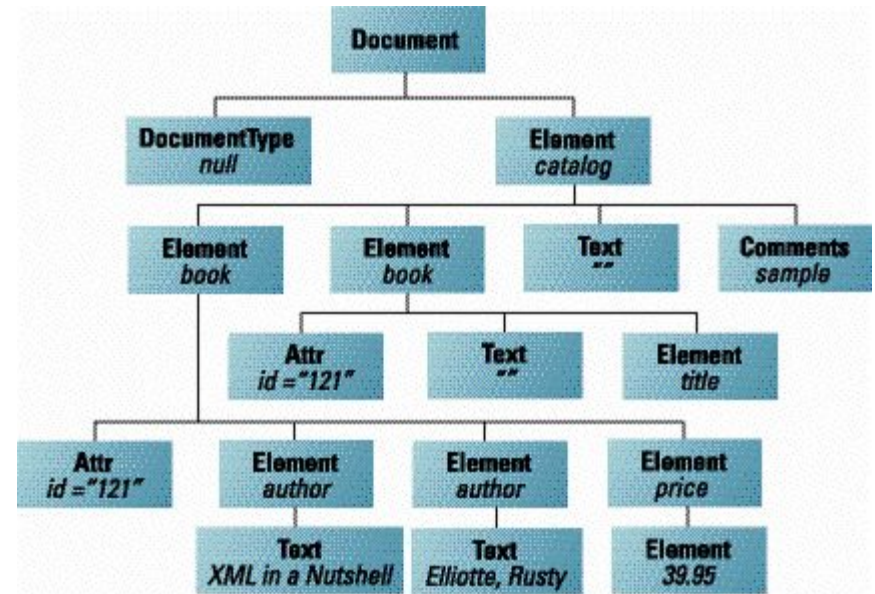 Document
DocumentType
null
Element
catalog
Element
book
Element
book
Text
""
Comments
sample
Attr
id ="121"
Text
""
Element
title
Attr
id ="121"
Element
author
Element
author
Element
price
Text
XML in a Nutshell
Text
Elliotte, Rusty
Element
39.95